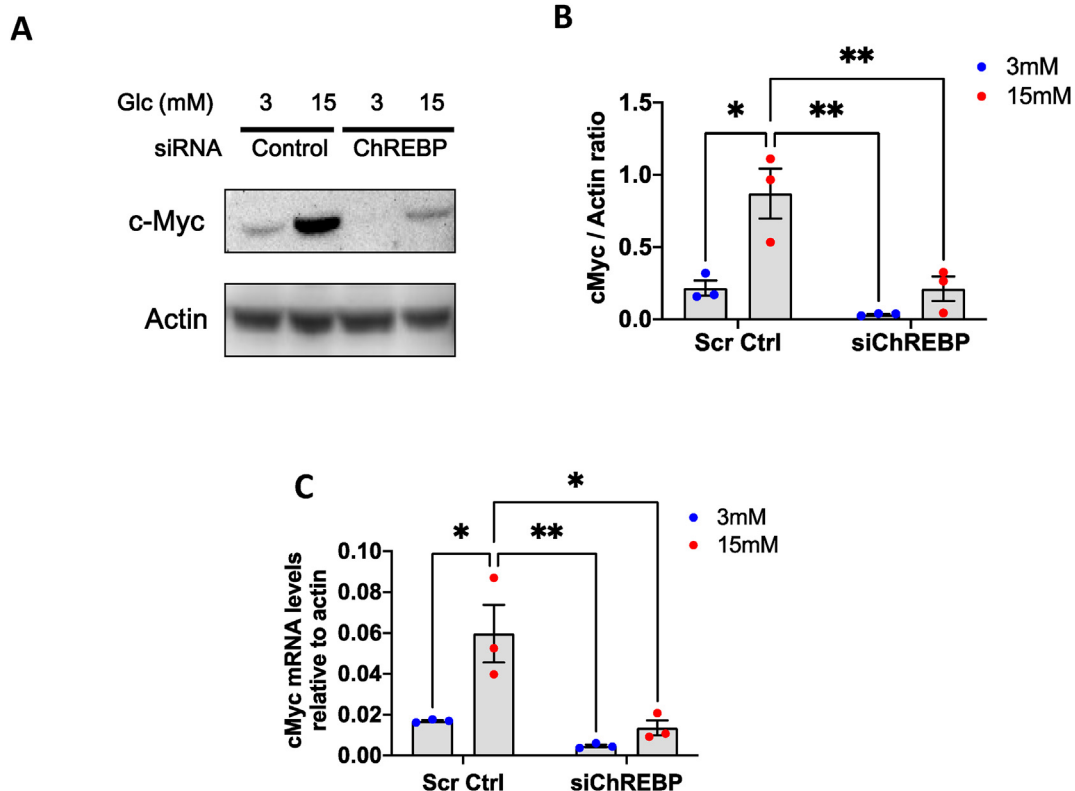 A
Glc (mM) 3 15 3 15
siRNA Control ChREBP
c-Myc
Actin
B
** 3mM
15mM
* **
1.5
1.0
0.5
0.0
cMyc / Actin ratio
Scr Ctrl siChREBP
C
* 3mM
15mM
* **
0.10
0.08
0.06
0.04
0.02
0.00
cMyc mRNA levels
relative to actin
Scr Ctrl siChREBP